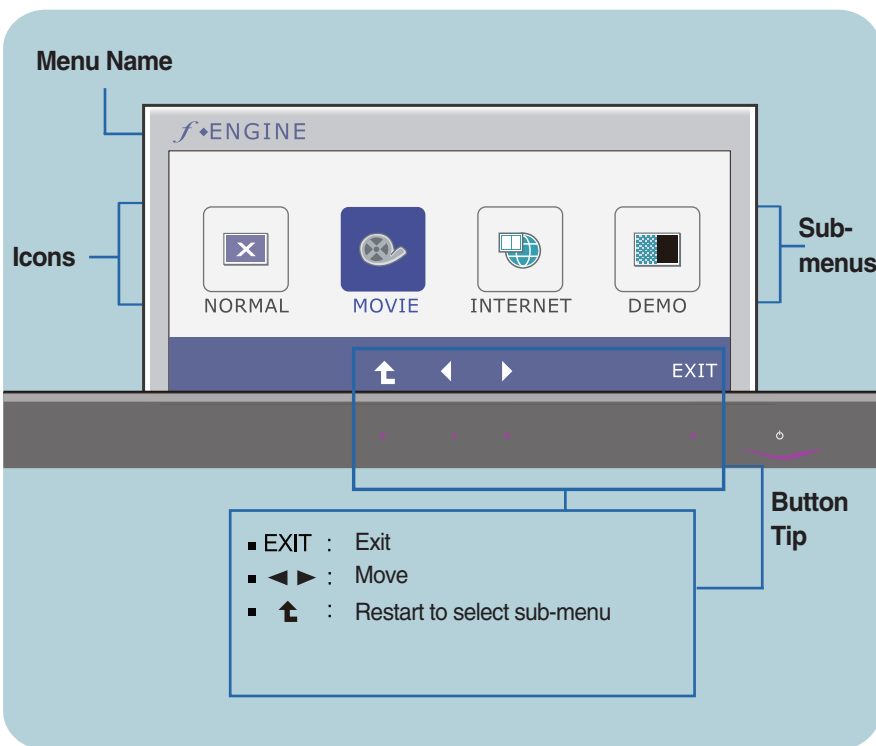 Menu Name
f•ENGINE
Icons
Sub-
menus
NORMAL MOVIE INTERNET DEMO
EXIT
Button
Tip
EXIT : Exit
◄ ► : Move
: Restart to select sub-menu